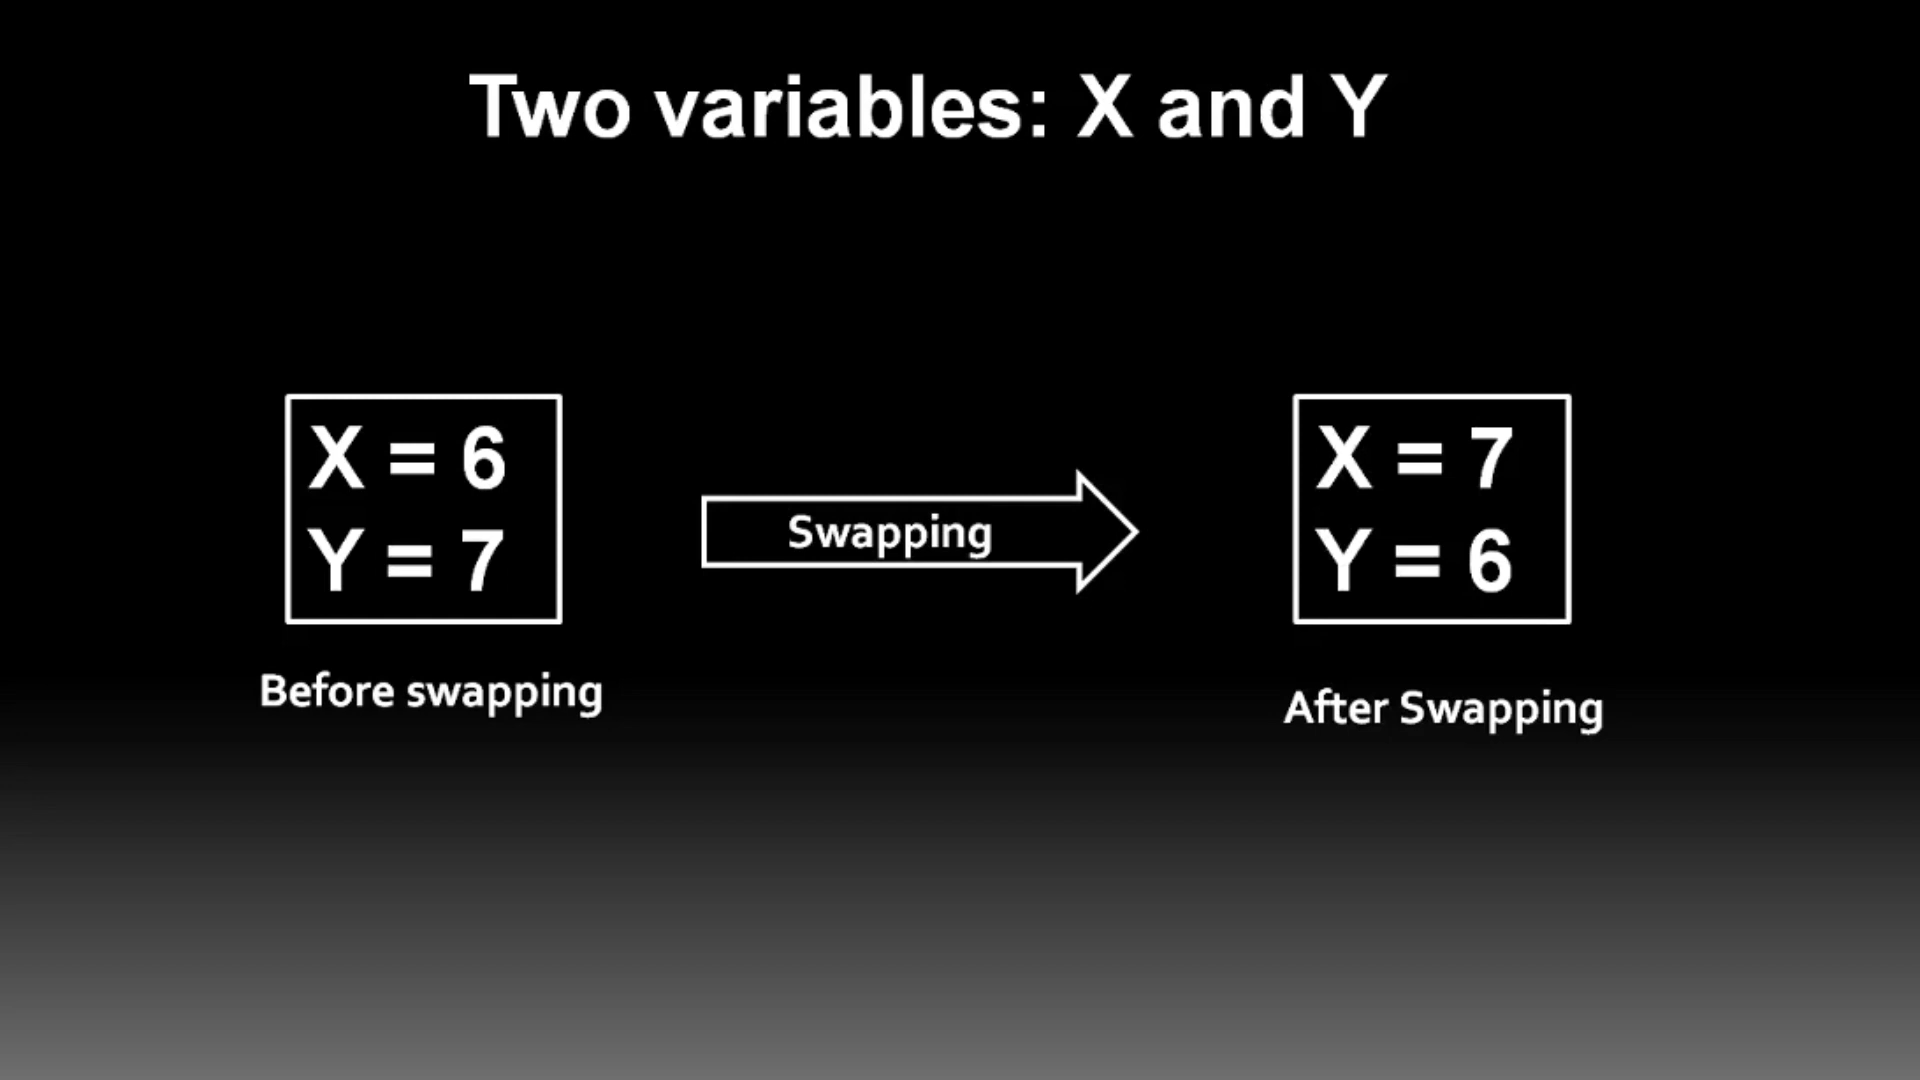 Two variables: X and Y
X = 6
Y = 7
Before swapping
Swapping
X = 7
Y = 6
After Swapping